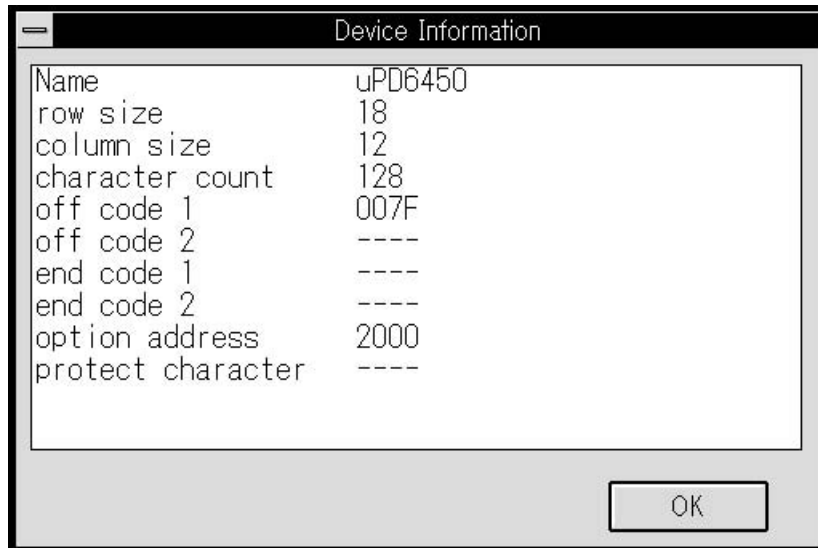 Device Information
Name uPD6450
row size 18
column size 12
character count 128
off code 1 007F
off code 2 ----
end code 1 ----
end code 2 ----
option address 2000
protect character ----
OK